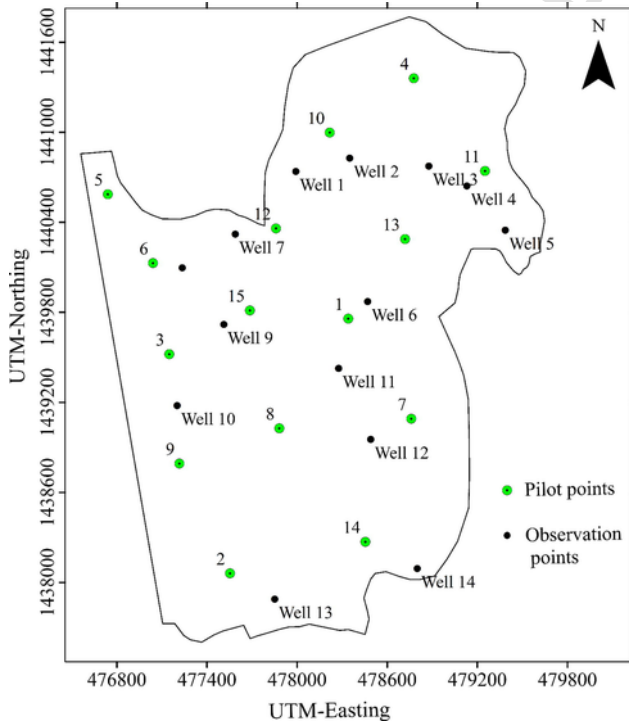 1441600
1441000
1440400
1439800
1439200
1438600
1438000
UTM-Northing
N
4
10
11
Well 2
Well 3
Well 1
Well 4
5
12
13
Well 5
Well 7
6
15
1
Well 6
Well 9
3
Well 11
Well 10
8
7
Well 12
9
Pilot points
14
Observation
points
2
Well 14
Well 13
476800 477400 478000 478600 479200 479800
UTM-Easting